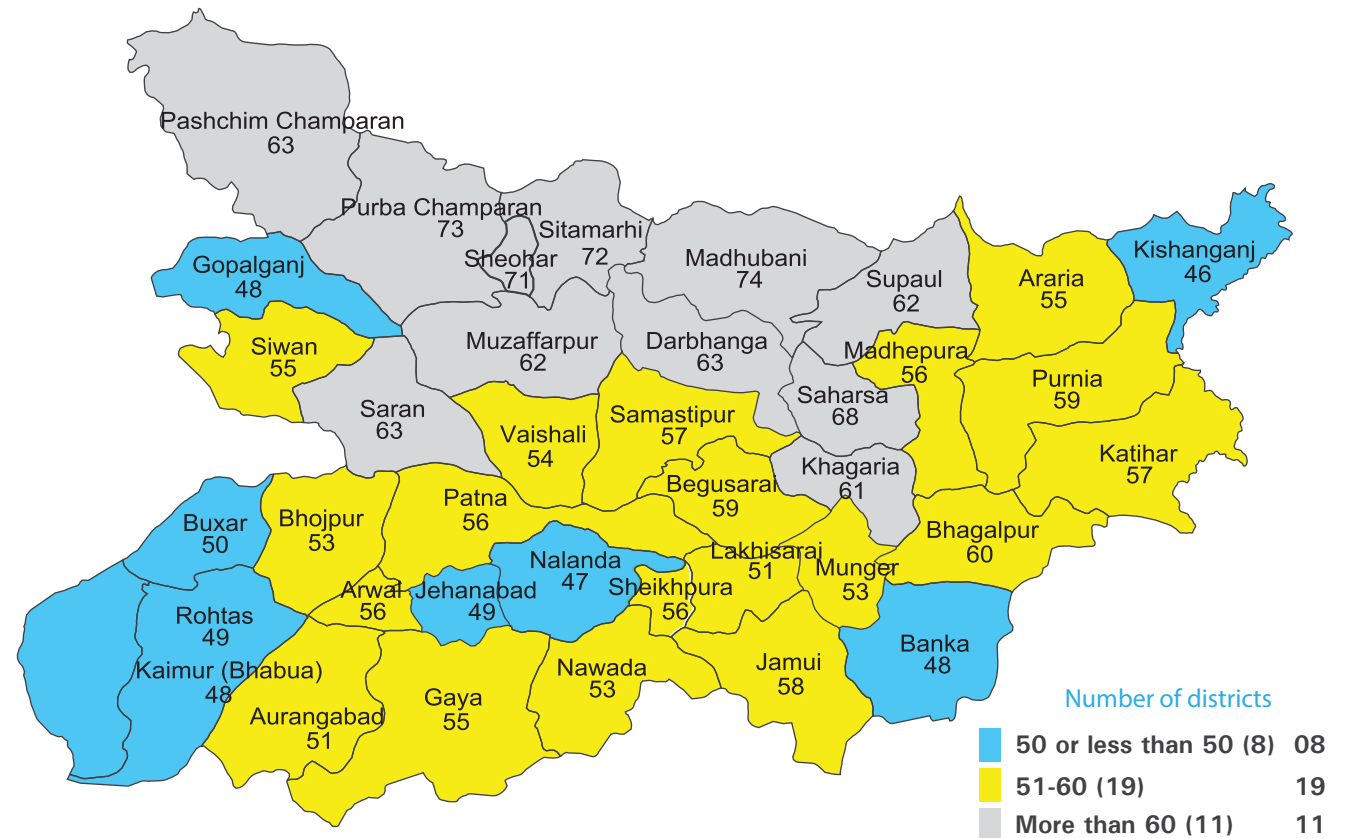 Pashchim Champaran
63
Purba Champaran
73
Sheohar
71
Sitamarhi
72
Madhubani
74
Supaul
62
Araria
55
Kishanganj
46
Gopalganj
48
Siwan
55
Muzaffarpur
62
Darbhanga
63
Madhepura
56
Purnia
59
Saran
63
Vaishali
54
Samastipur
57
Saharsa
68
Katihar
57
Khagaria
61
Begusarai
59
Patna
56
Bhojpur
53
Buxar
50
Bhagalpur
60
Nalanda
47
Lakhisarai
51
Munger
53
Arwal
56
Jehanabad
49
Sheikhpura
56
Rohtas
49
Kaimur (Bhabua)
48
Banka
48
Aurangabad
51
Gaya
55
Nawada
53
Jamui
58
Number of districts
50 or less than 50 (8) 08
51-60 (19) 19
More than 60 (11) 11